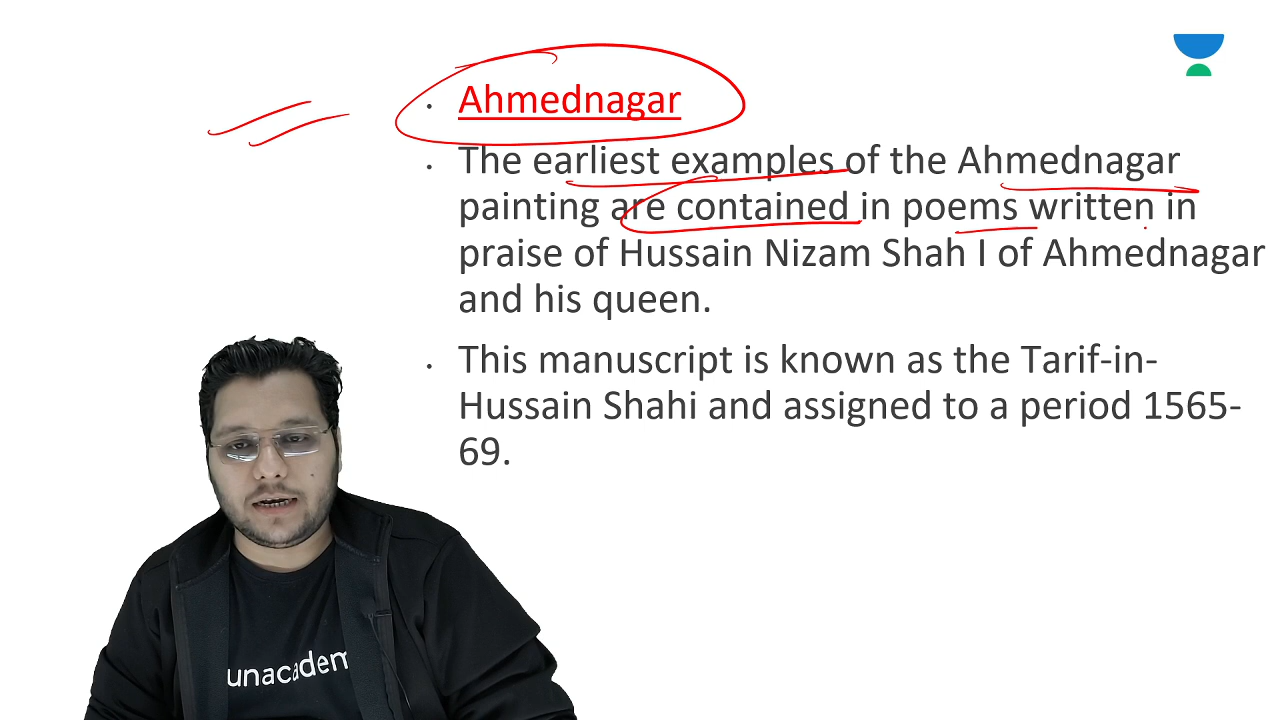 Ahmednagar
The earliest examples of the Ahmednagar
painting are contained in poems written in
praise of Hussain Nizam Shah I of Ahmednagar
and his queen.
This manuscript is known as the Tarif-in-
Hussain Shahi and assigned to a period 1565-
69.
unacadem